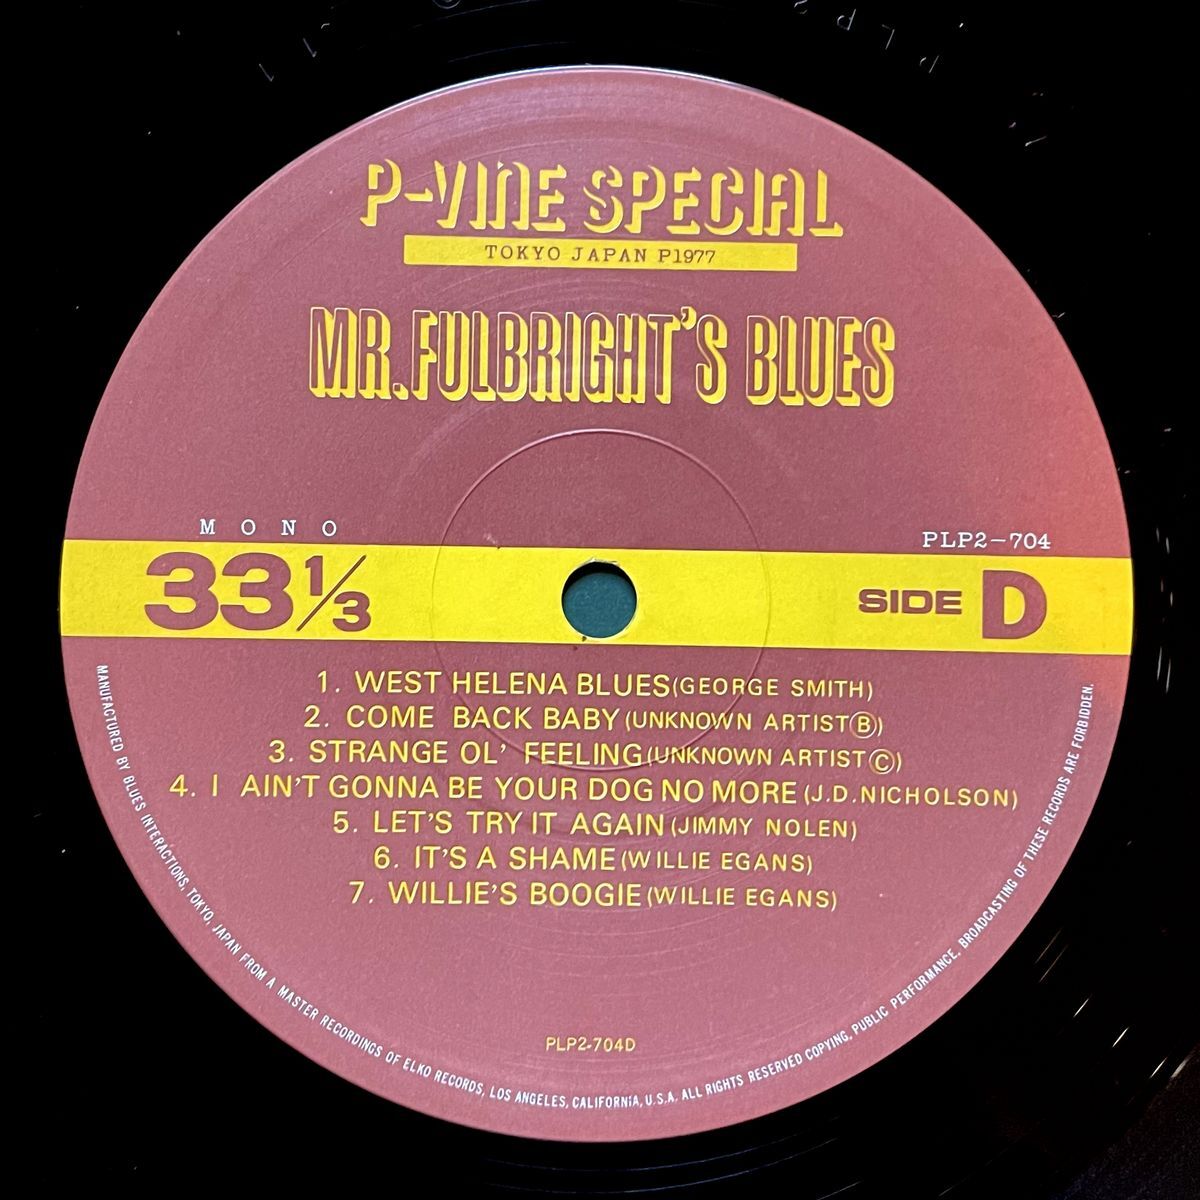 P-VINE SPECIAL
TOKYO JAPAN P1977
MR.FULBRIGHT'S BLUES
MONO
PLP2-704
33 1/3
SIDE D
1. WEST HELENA BLUES(GEORGE SMITH)
2. COME BACK BABY(UNKNOWN ARTISTⒷ)
3. STRANGE OL' FEELING(UNKNOWN ARTISTⒸ)
4. I AIN'T GONNA BE YOUR DOG NO MORE(J.D.NICHOLSON)
5. LET'S TRY IT AGAIN(JIMMY NOLEN)
6. IT'S A SHAME(WILLIE EGANS)
7. WILLIE'S BOOGIE(WILLIE EGANS)
PLP2-704D
MANUFACTURED BY BLUES INTERACTIONS, TOKYO, JAPAN FROM A MASTER RECORDINGS OF ELKO RECORDS, LOS ANGELES, CALIFORNIA, U.S.A. ALL RIGHTS RESERVED COPYING, PUBLIC PERFORMANCE, BROADCASTING OF THESE RECORDS ARE FORBIDDEN.